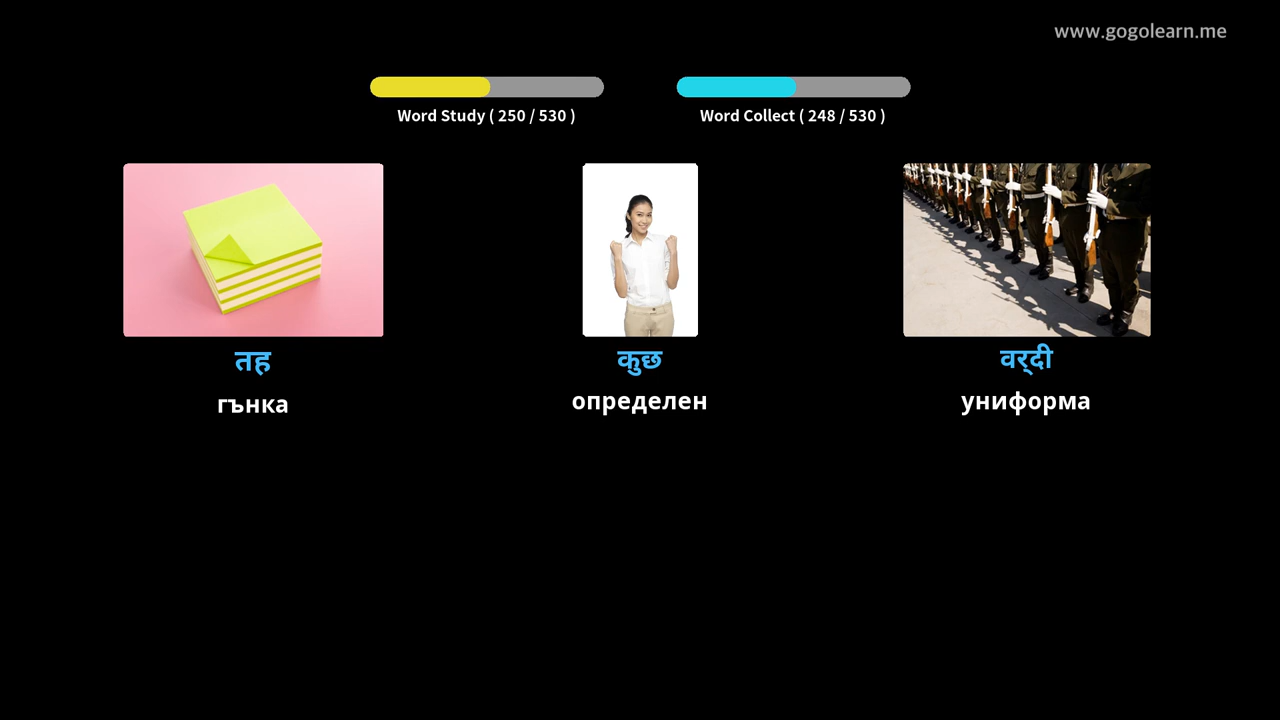 www.gogolearn.me
Word Study ( 250 / 530 )
Word Collect ( 248 / 530 )
तह
कुछ
वर्दी
гънка
определен
униформа